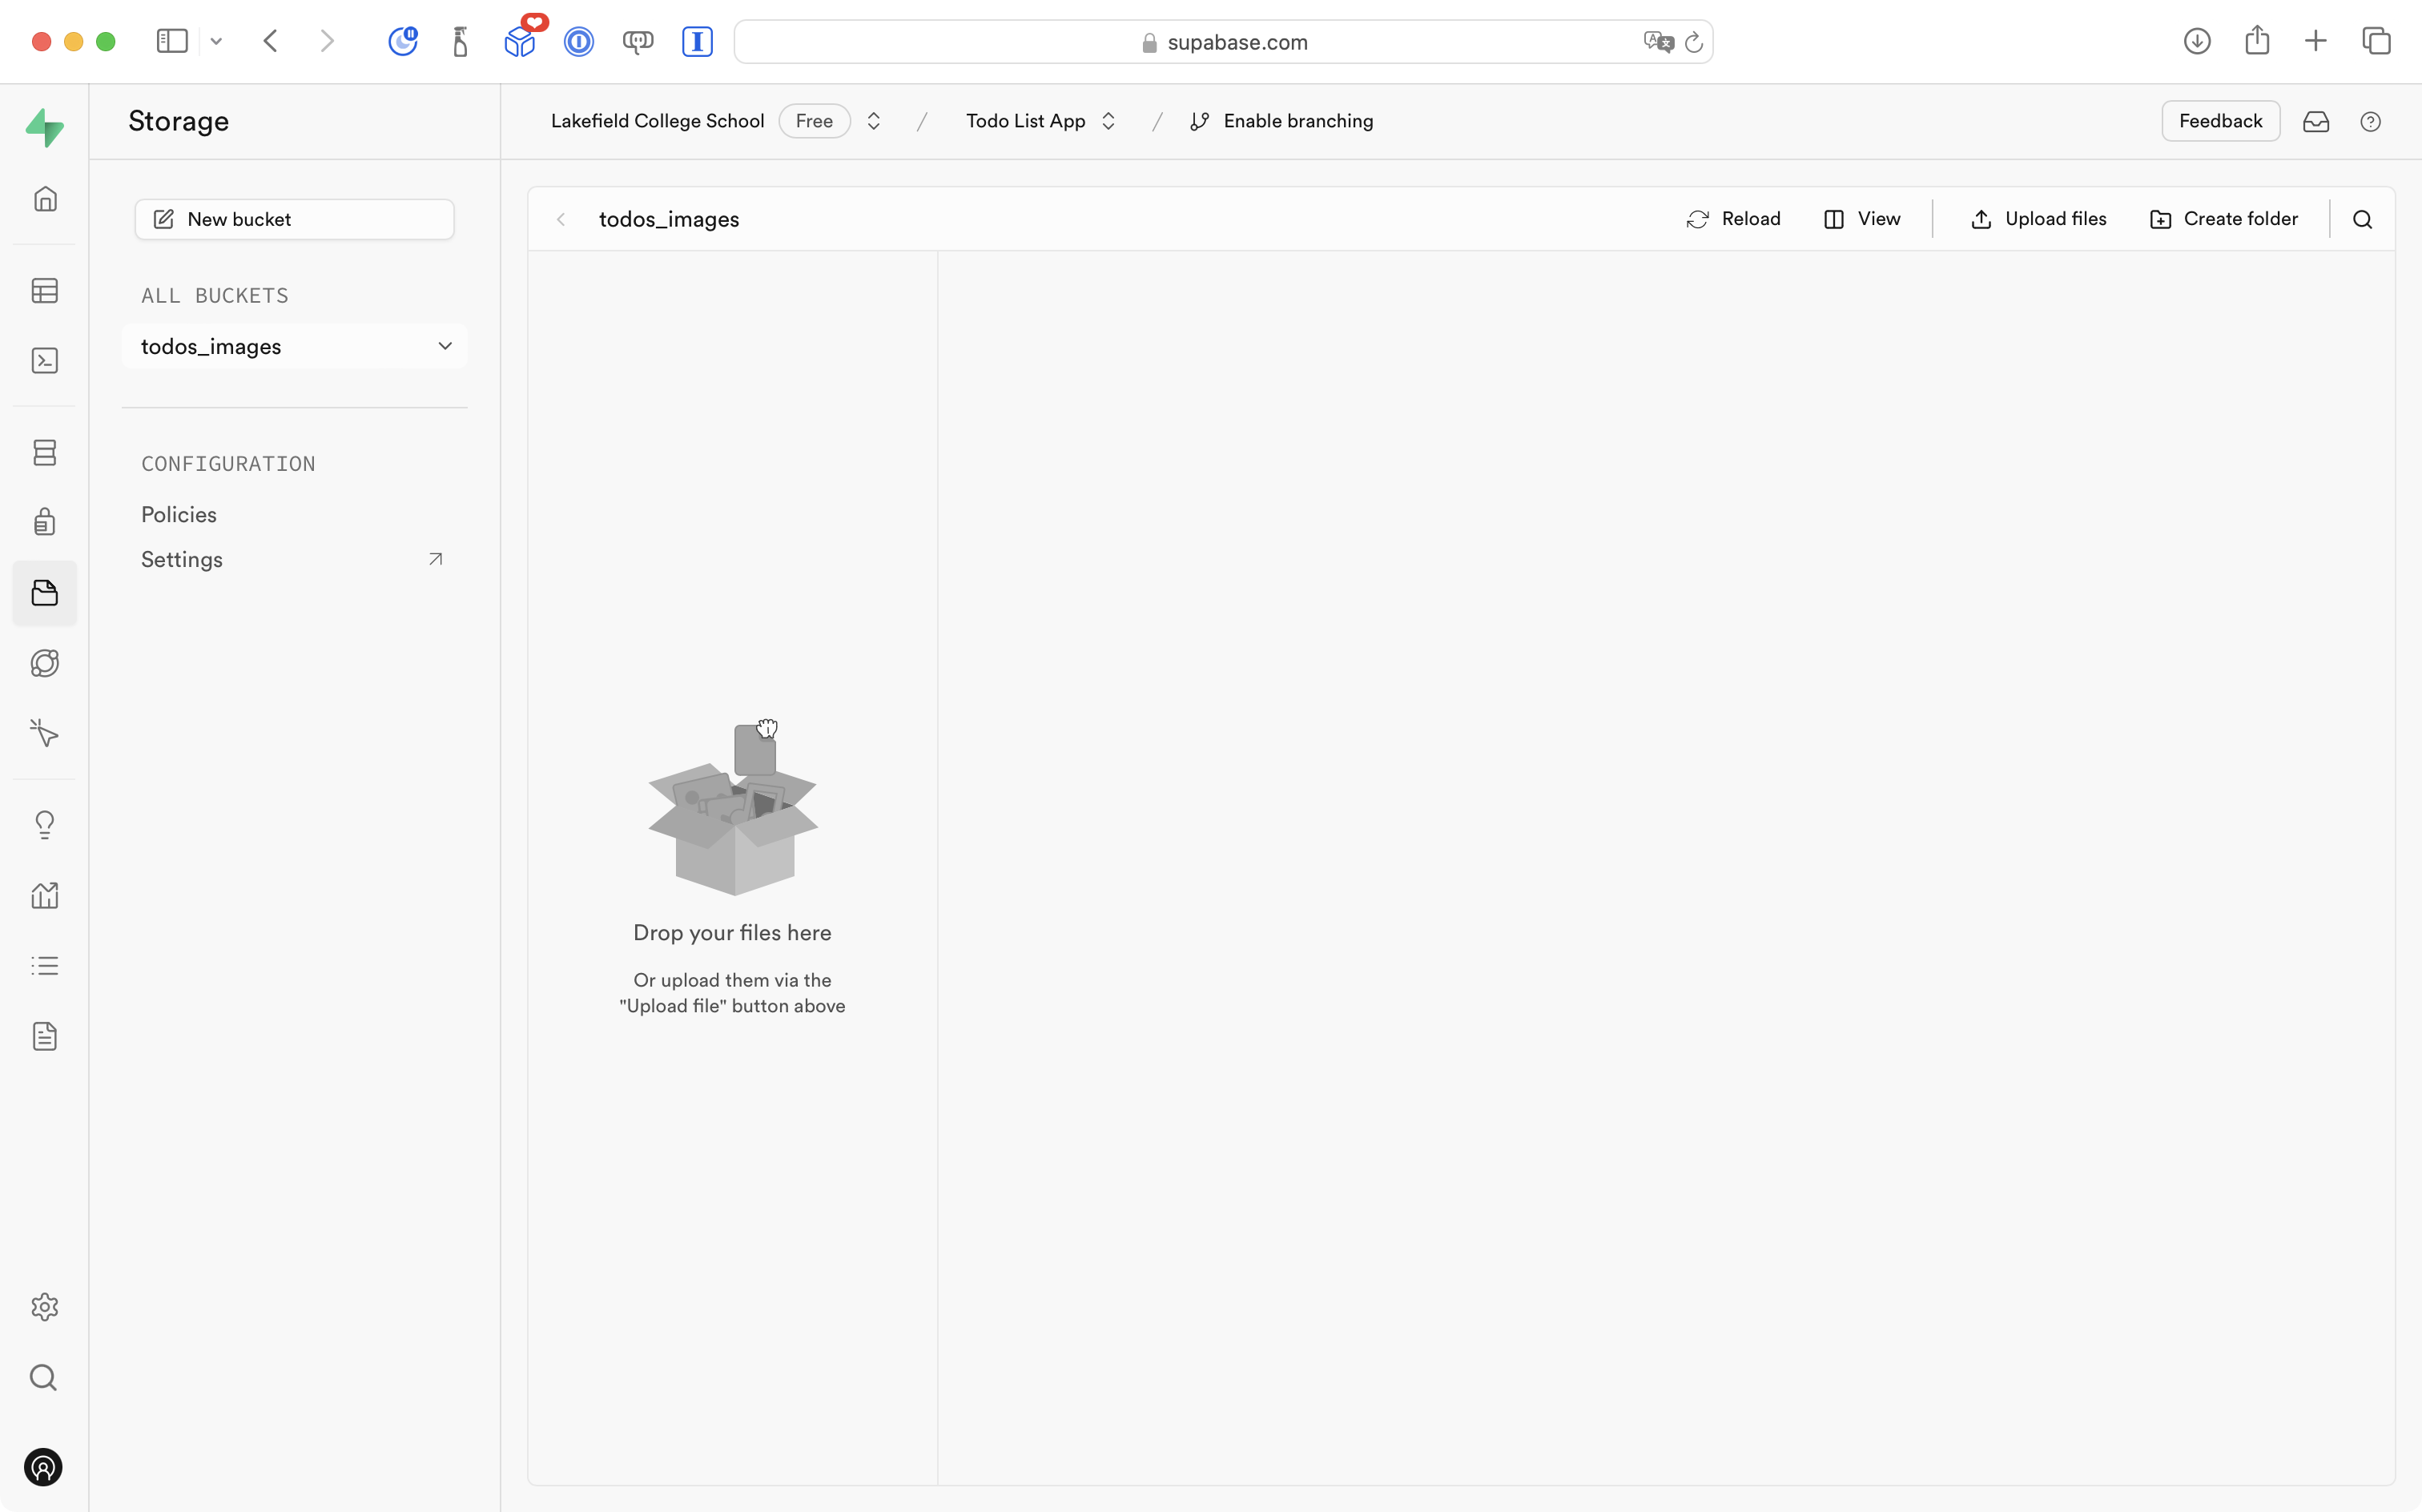 supabase.com
Storage
Lakefield College School Free / Todo List App / Enable branching
Feedback
New bucket
todos_images
Reload
View
Upload files
Create folder
ALL BUCKETS
todos_images
CONFIGURATION
Policies
Settings
Drop your files here
Or upload them via the
"Upload file" button above